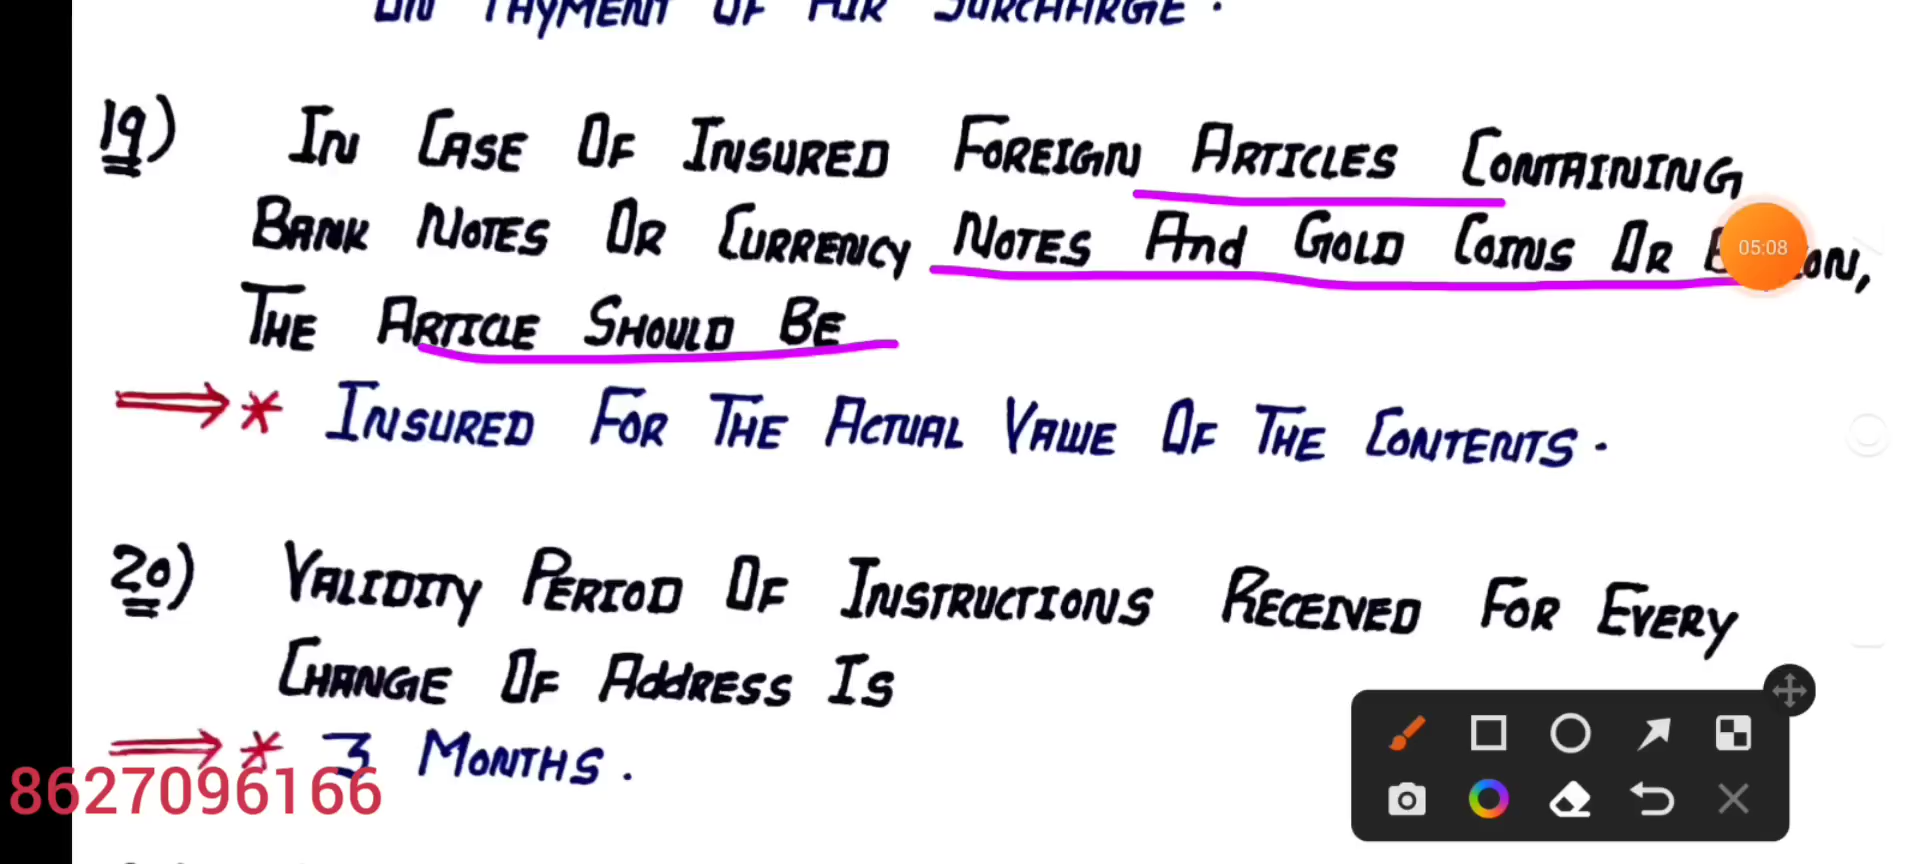 ON PAYMENT OF AIR SURCHARGE.
19) IN CASE OF INSURED FOREIGN ARTICLES CONTAINING
BANK NOTES OR CURRENCY NOTES AND GOLD COINS OR
THE ARTICLE SHOULD BE
⟹* INSURED FOR THE ACTUAL VALUE OF THE CONTENTS.
20) VALIDITY PERIOD OF INSTRUCTIONS RECEIVED FOR EVERY
CHANGE OF ADDRESS IS
⟹* 3 MONTHS.
05:08
8627096166